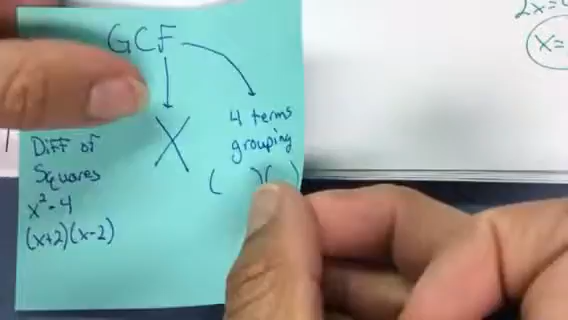 GCF
4 terms
grouping
( )( )
X
Diff of
Squares
x²-4
(x+2)(x-2)
x=